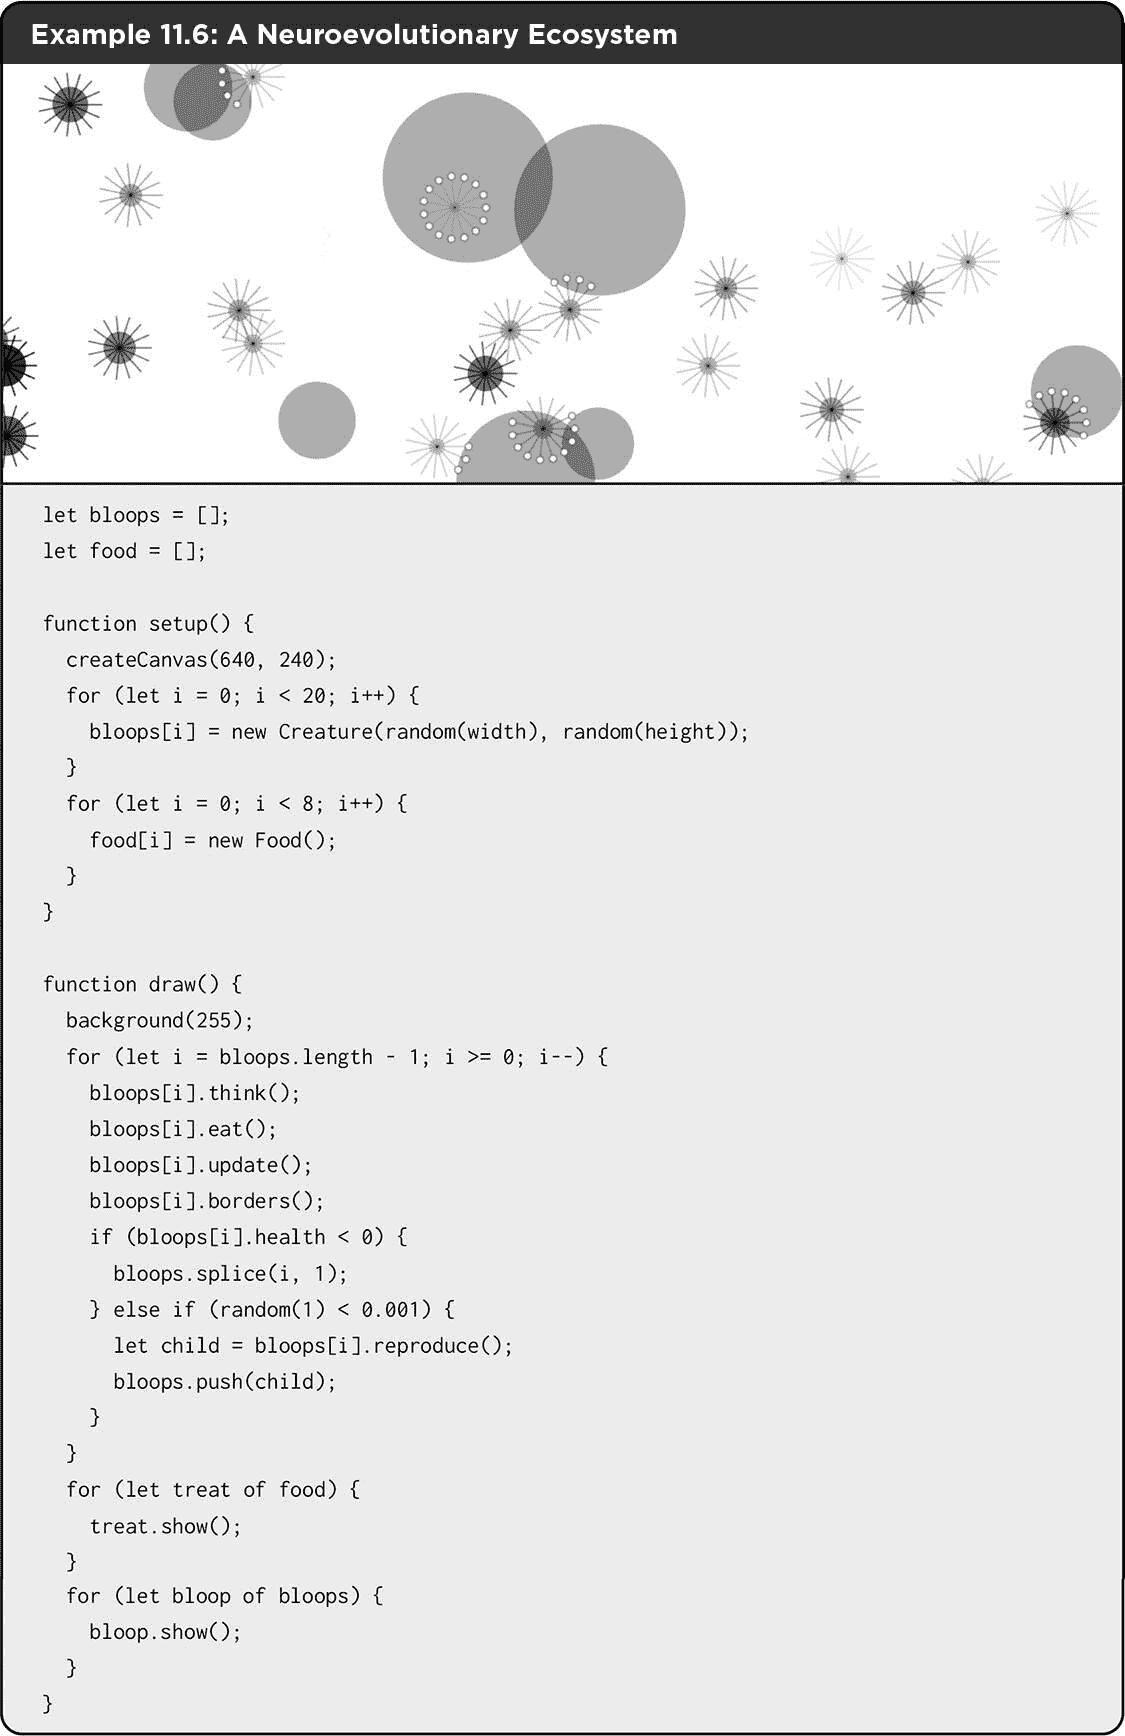 Example 11.6: A Neuroevolutionary Ecosystem
let bloops = [];
let food = [];
function setup() {
  createCanvas(640, 240);
  for (let i = 0; i < 20; i++) {
    bloops[i] = new Creature(random(width), random(height));
  }
  for (let i = 0; i < 8; i++) {
    food[i] = new Food();
  }
}
function draw() {
  background(255);
  for (let i = bloops.length - 1; i >= 0; i--) {
    bloops[i].think();
    bloops[i].eat();
    bloops[i].update();
    bloops[i].borders();
    if (bloops[i].health < 0) {
      bloops.splice(i, 1);
    } else if (random(1) < 0.001) {
      let child = bloops[i].reproduce();
      bloops.push(child);
    }
  }
  for (let treat of food) {
    treat.show();
  }
  for (let bloop of bloops) {
    bloop.show();
  }
}